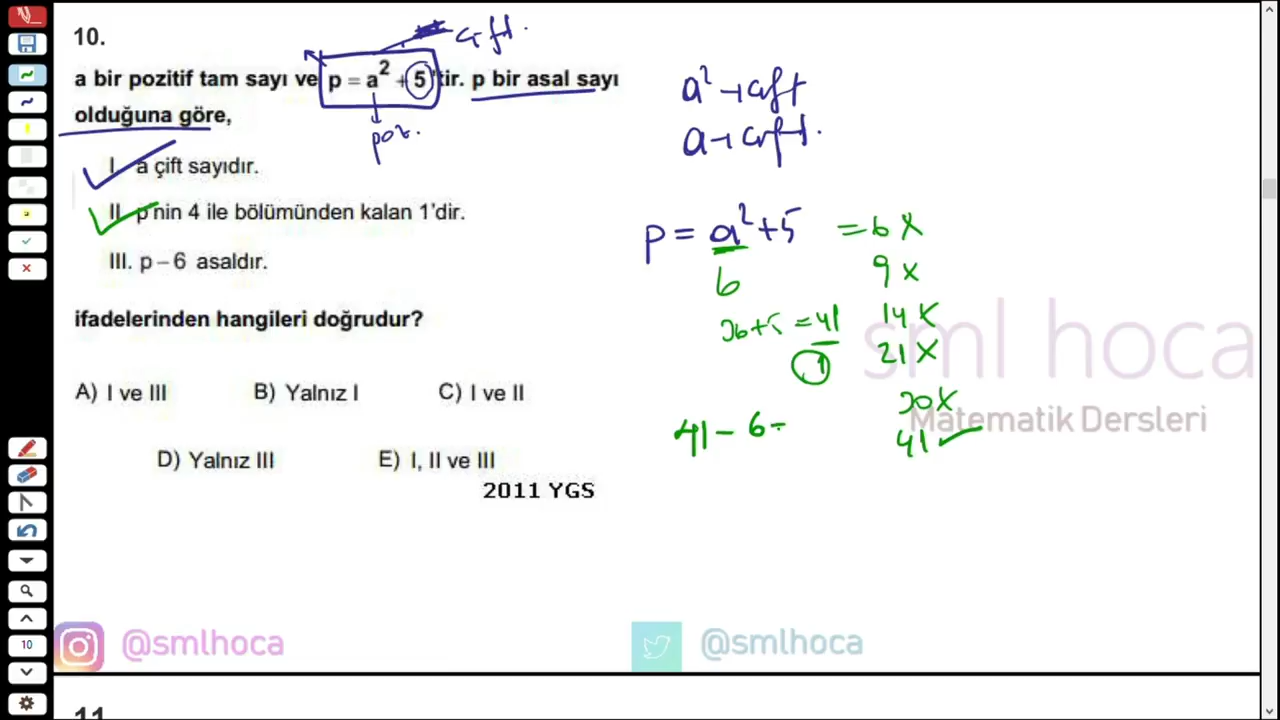 10.
çift.
a bir pozitif tam sayı ve p = a² + 5'tir. p bir asal sayı
olduğuna göre,
poz.
I. a çift sayıdır.
II. p'nin 4 ile bölümünden kalan 1'dir.
III. p – 6 asaldır.
ifadelerinden hangileri doğrudur?
A) I ve III B) Yalnız I C) I ve II
D) Yalnız III E) I, II ve III
2011 YGS
a² → çift
a → çift.
p = a² + 5 = 6 X
6 9 X
36 + 5 = 41 14 X
1 21 X
30 X
41 ✓
41 – 6 =
sml hoca
Matematik Dersleri
@smlhoca @smlhoca
10
11